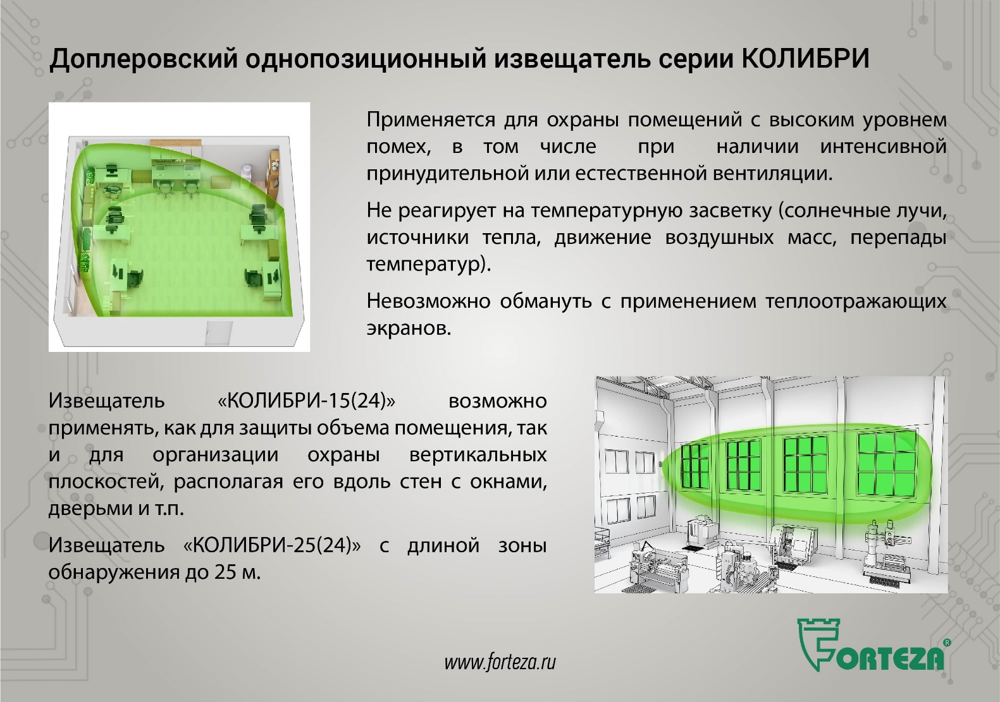 Доплеровский однопозиционный извещатель серии КОЛИБРИ
Применяется для охраны помещений с высоким уровнем
помех, в том числе при наличии интенсивной
принудительной или естественной вентиляции.
Не реагирует на температурную засветку (солнечные лучи,
источники тепла, движение воздушных масс, перепады
температур).
Невозможно обмануть с применением теплоотражающих
экранов.
Извещатель «КОЛИБРИ-15(24)» возможно
применять, как для защиты объема помещения, так
и для организации охраны вертикальных
плоскостей, располагая его вдоль стен с окнами,
дверьми и т.п.
Извещатель «КОЛИБРИ-25(24)» с длиной зоны
обнаружения до 25 м.
www.forteza.ru
FORTEZA®